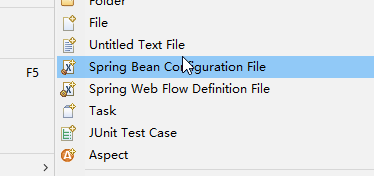 Folder
File
Untitled Text File
F5
Spring Bean Configuration File
Spring Web Flow Definition File
Task
JUnit Test Case
Aspect